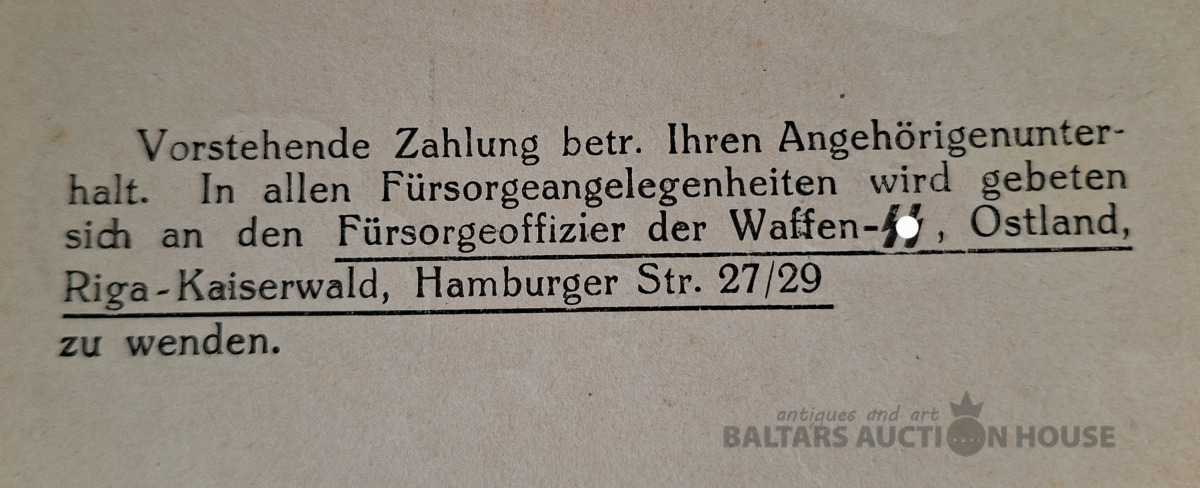 Vorstehende Zahlung betr. Ihren Angehörigenunter-
halt. In allen Fürsorgeangelegenheiten wird gebeten
sich an den Fürsorgeoffizier der Waffen-ᛋᛋ, Ostland,
Riga-Kaiserwald, Hamburger Str. 27/29
zu wenden.
antiques and art
BALTARS AUCTION HOUSE